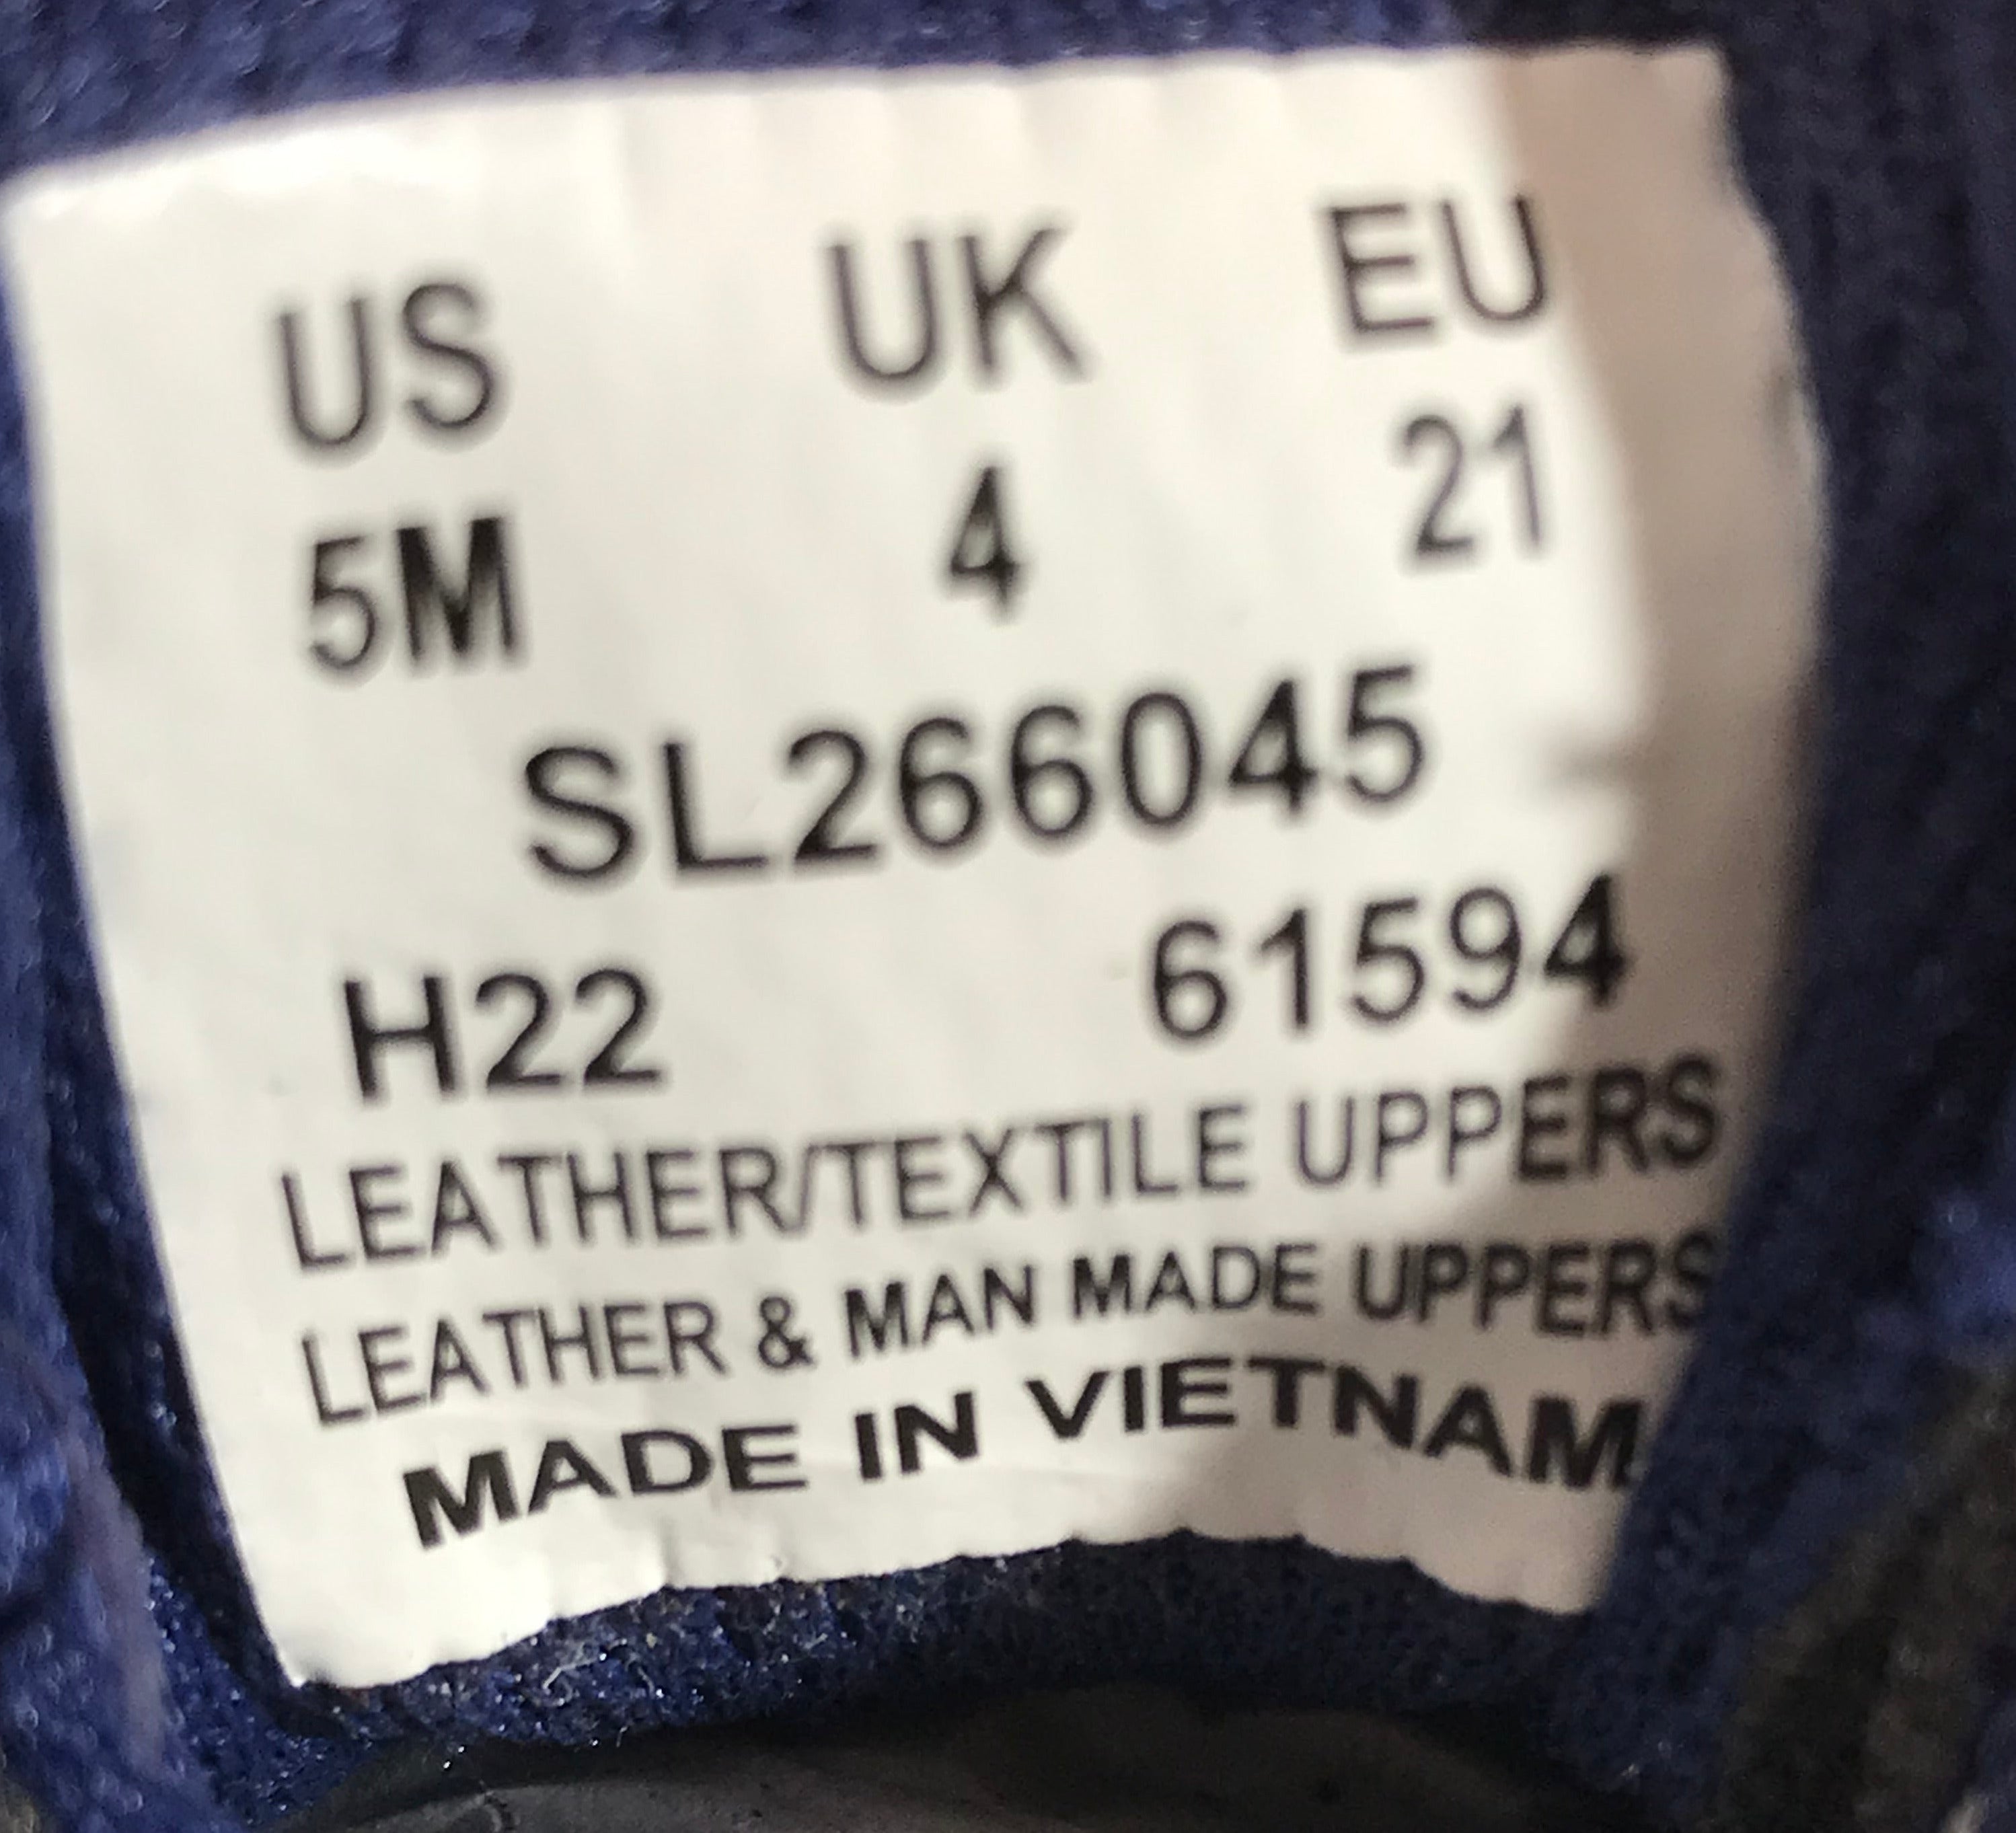 US UK EU
5M 4 21
SL266045
H22 61594
LEATHER/TEXTILE UPPERS
LEATHER & MAN MADE UPPERS
MADE IN VIETNAM